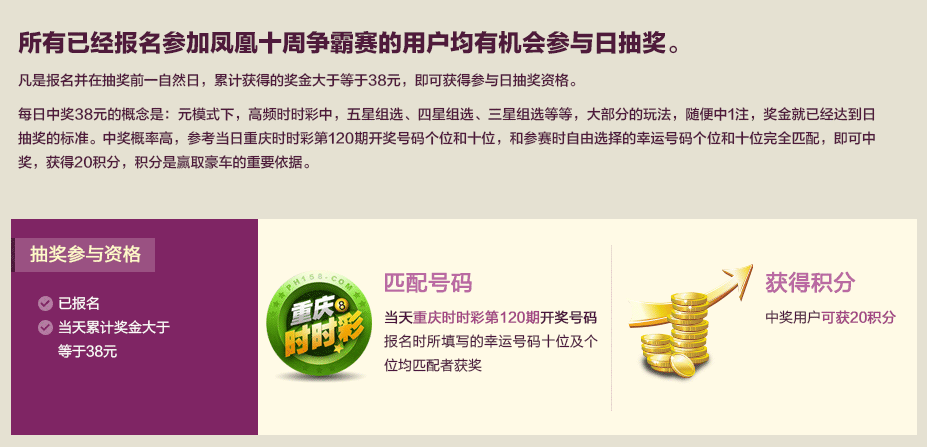 所有已经报名参加凤凰十周争霸赛的用户均有机会参与日抽奖。
凡是报名并在抽奖前一自然日，累计获得的奖金大于等于38元，即可获得参与日抽奖资格。
每日中奖38元的概念是：元模式下，高频时时彩中，五星组选、四星组选、三星组选等等，大部分的玩法，随便中1注，奖金就已经达到日
抽奖的标准。中奖概率高，参考当日重庆时时彩第120期开奖号码个位和十位，和参赛时自由选择的幸运号码个位和十位完全匹配，即可中
奖，获得20积分，积分是赢取豪车的重要依据。
抽奖参与资格
已报名
当天累计奖金大于
等于38元
PH158.COM
重庆
8
时时彩
匹配号码
当天重庆时时彩第120期开奖号码
报名时所填写的幸运号码十位及个
位均匹配者获奖
获得积分
中奖用户可获20积分